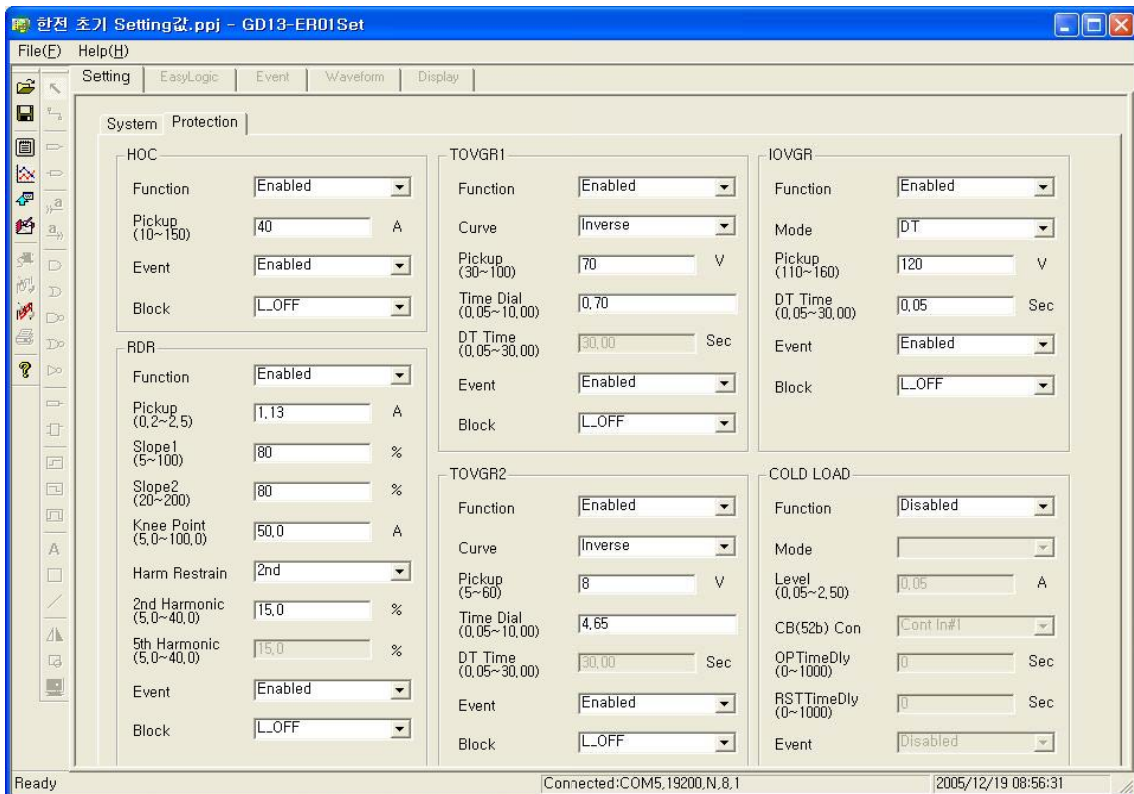 한전 초기 Setting값.ppj - GD13-ER01Set
File(F) Help(H)
Setting EasyLogic Event Waveform Display
System Protection
HOC
Function Enabled
Pickup (10~150) 40 A
Event Enabled
Block L_OFF
RDR
Function Enabled
Pickup (0.2~2.5) 1.13 A
Slope1 (5~100) 80 %
Slope2 (20~200) 80 %
Knee Point (5.0~100.0) 50.0 A
Harm Restrain 2nd
2nd Harmonic (5.0~40.0) 15.0 %
5th Harmonic (5.0~40.0) 15.0 %
Event Enabled
Block L_OFF
TOVGR1
Function Enabled
Curve Inverse
Pickup (30~100) 70 V
Time Dial (0.05~10.00) 0.70
DT Time (0.05~30.00) 30.00 Sec
Event Enabled
Block L_OFF
TOVGR2
Function Enabled
Curve Inverse
Pickup (5~60) 8 V
Time Dial (0.05~10.00) 4.65
DT Time (0.05~30.00) 30.00 Sec
Event Enabled
Block L_OFF
IOVGR
Function Enabled
Mode DT
Pickup (110~160) 120 V
DT Time (0.05~30.00) 0.05 Sec
Event Enabled
Block L_OFF
COLD LOAD
Function Disabled
Mode
Level (0.05~2.50) 0.05 A
CB(52b) Con Cont In#1
OPTimeDly (0~1000) 0 Sec
RSTTimeDly (0~1000) 0 Sec
Event Disabled
Ready Connected:COM5,19200,N,8,1 2005/12/19 08:56:31